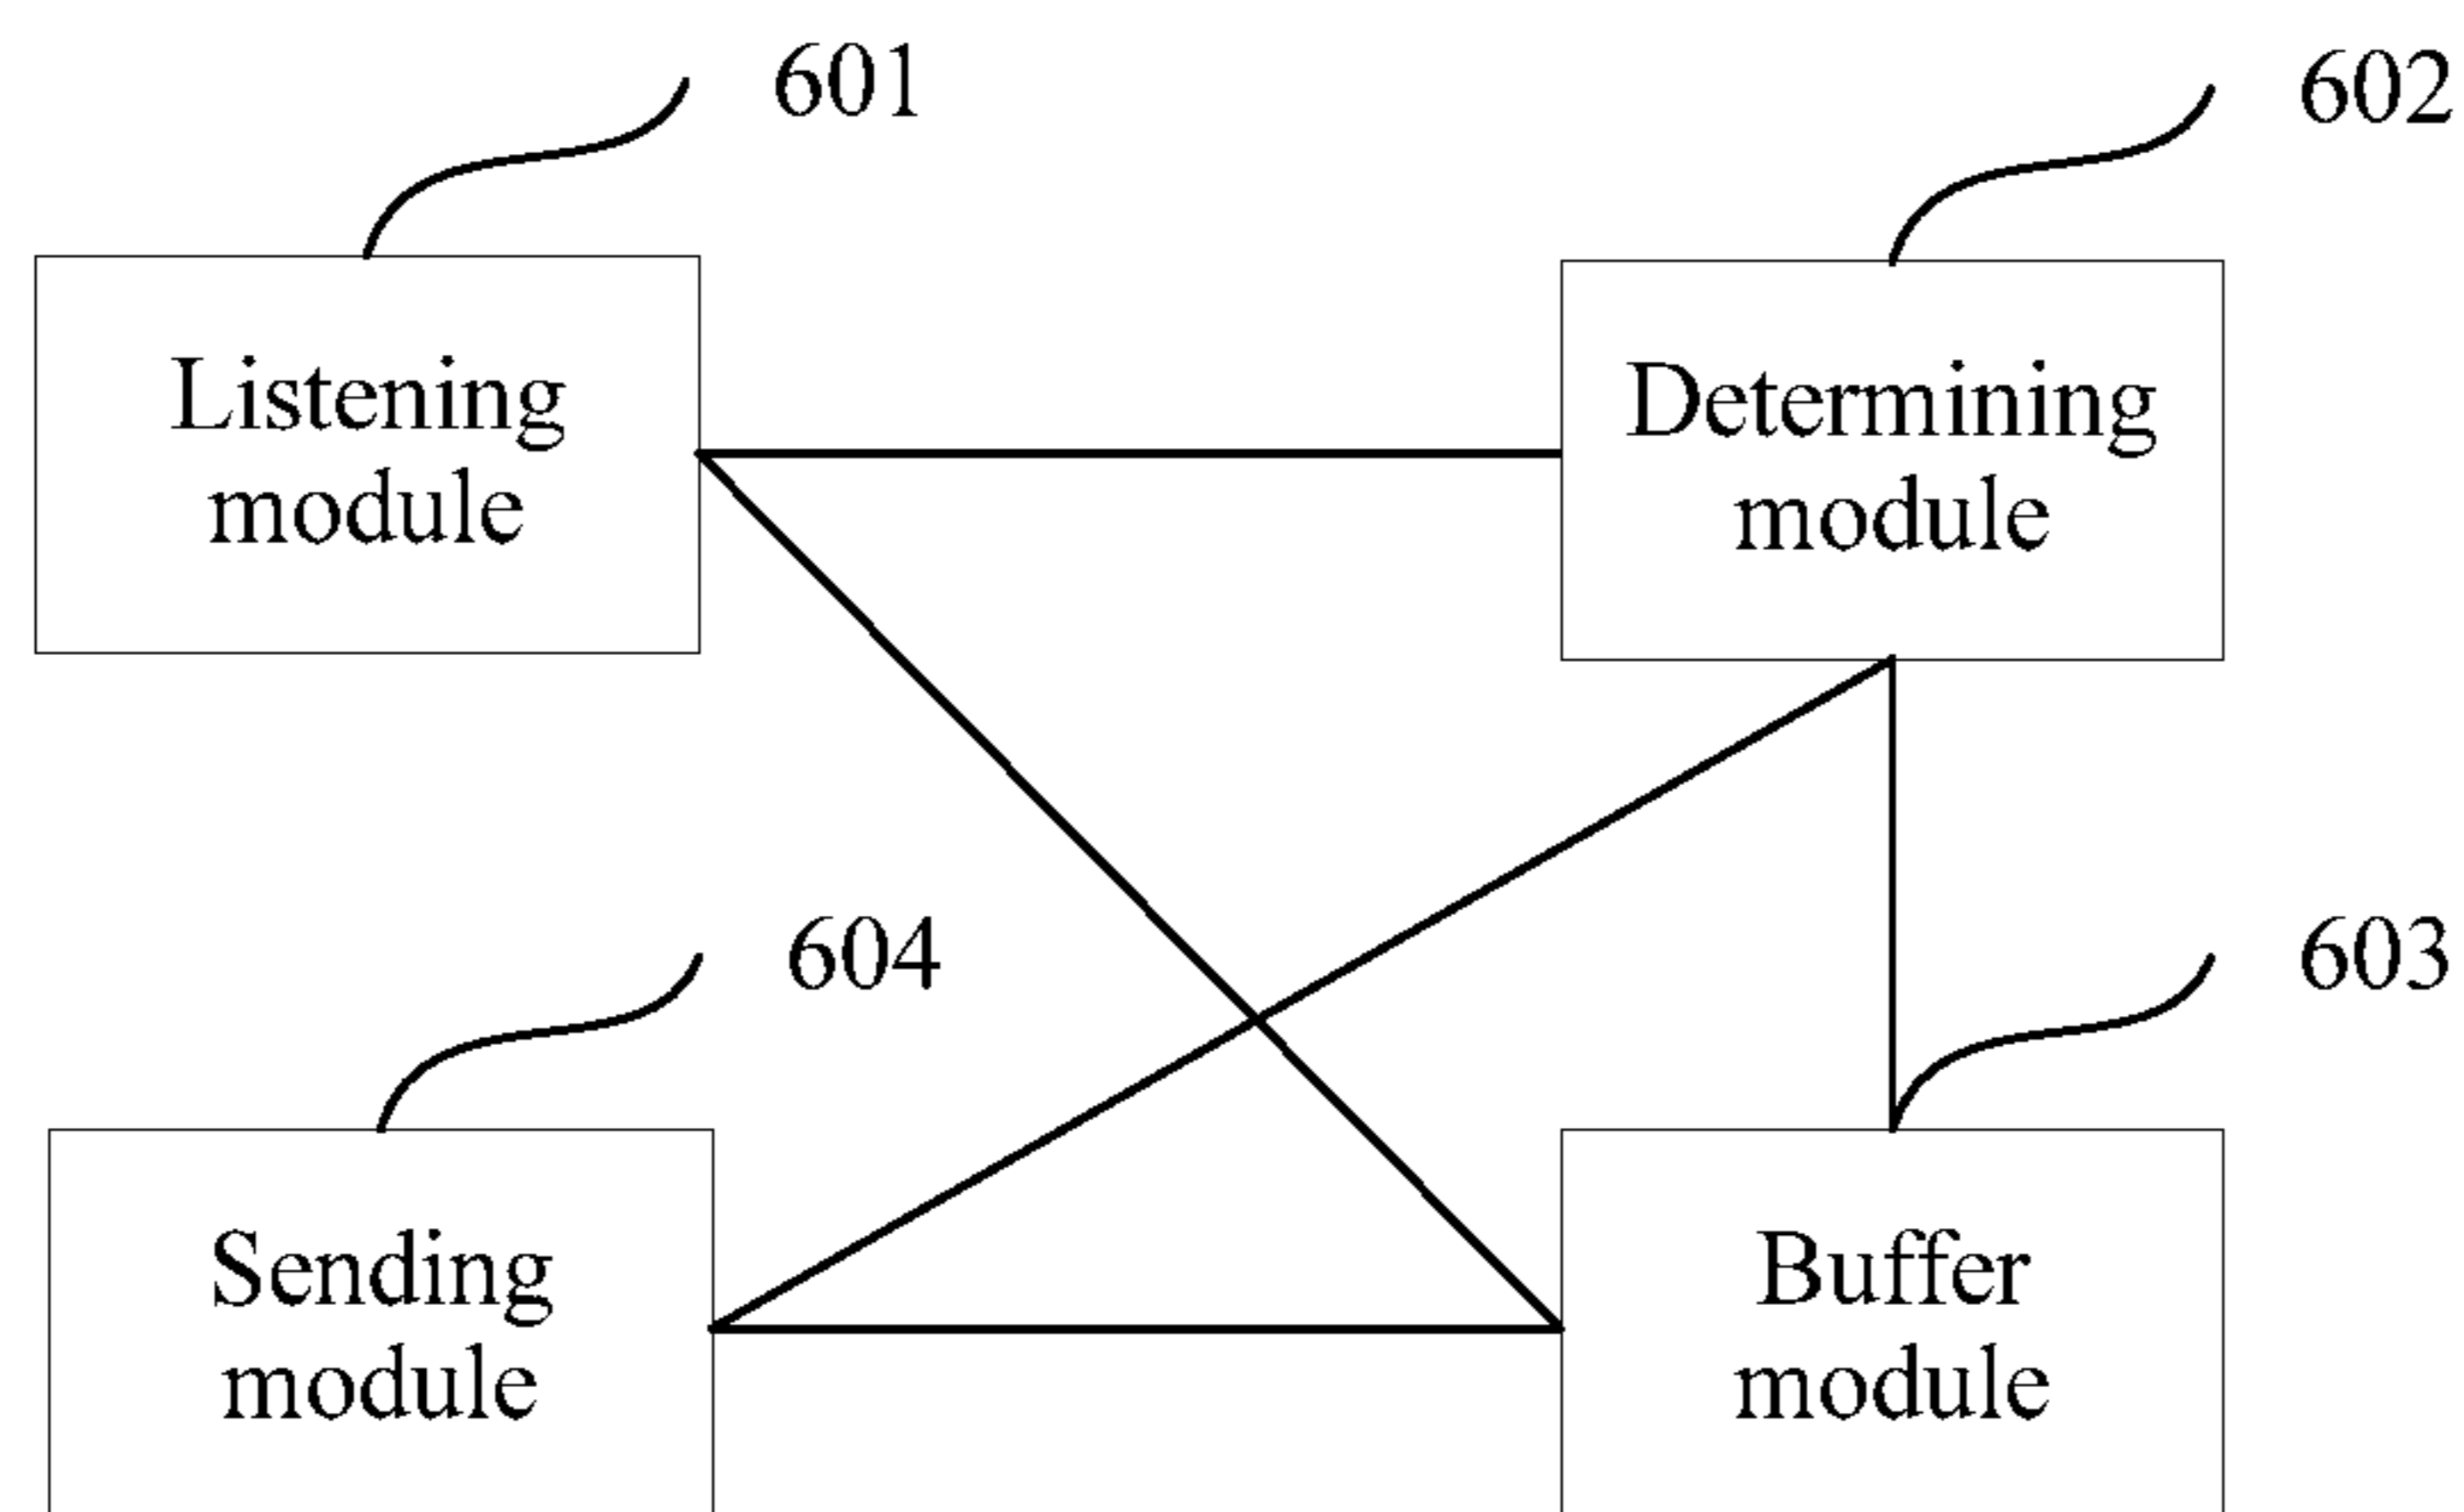 601
602
Listening
module
Determining
module
604
603
Sending
module
Buffer
module